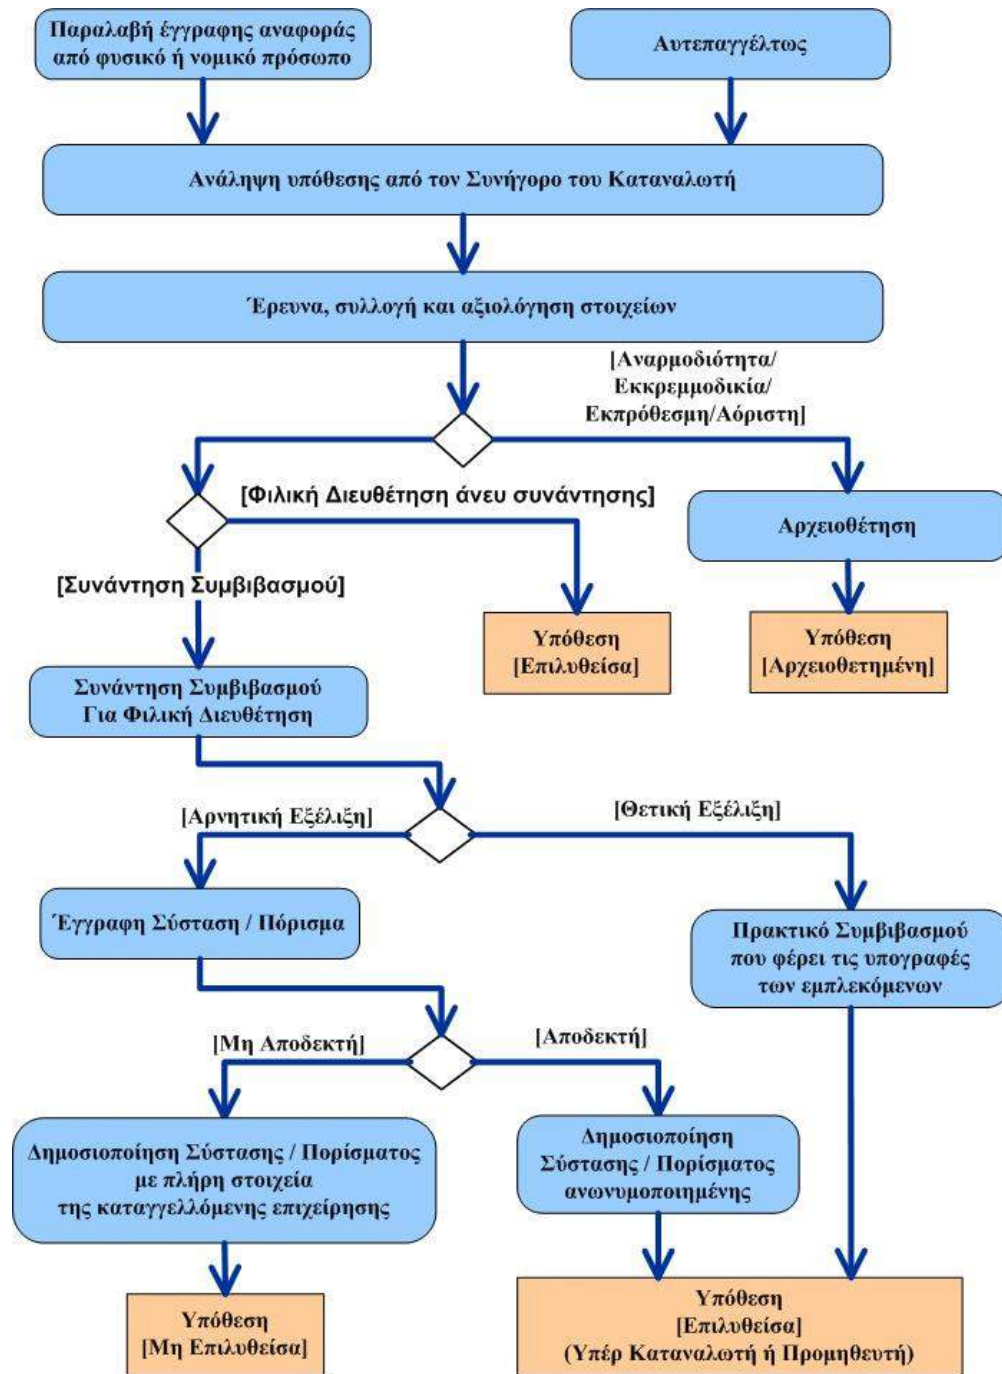 Παραλαβή έγγραφης αναφοράς
από φυσικό ή νομικό πρόσωπο
Αυτεπαγγέλτως
Ανάληψη υπόθεσης από τον Συνήγορο του Καταναλωτή
Έρευνα, συλλογή και αξιολόγηση στοιχείων
[Αναρμοδιότητα/
Εκκρεμμοδικία/
Εκπρόθεσμη/Αόριστη]
[Φιλική Διευθέτηση άνευ συνάντησης]
Αρχειοθέτηση
[Συνάντηση Συμβιβασμού]
Υπόθεση
[Επιλυθείσα]
Υπόθεση
[Αρχειοθετημένη]
Συνάντηση Συμβιβασμού
Για Φιλική Διευθέτηση
[Αρνητική Εξέλιξη]
[Θετική Εξέλιξη]
Έγγραφη Σύσταση / Πόρισμα
Πρακτικό Συμβιβασμού
που φέρει τις υπογραφές
των εμπλεκόμενων
[Μη Αποδεκτή]
[Αποδεκτή]
Δημοσιοποίηση Σύστασης / Πορίσματος
με πλήρη στοιχεία
της καταγγελλόμενης επιχείρησης
Δημοσιοποίηση
Σύστασης / Πορίσματος
ανωνυμοποιημένης
Υπόθεση
[Μη Επιλυθείσα]
Υπόθεση
[Επιλυθείσα]
(Υπέρ Καταναλωτή ή Προμηθευτή)